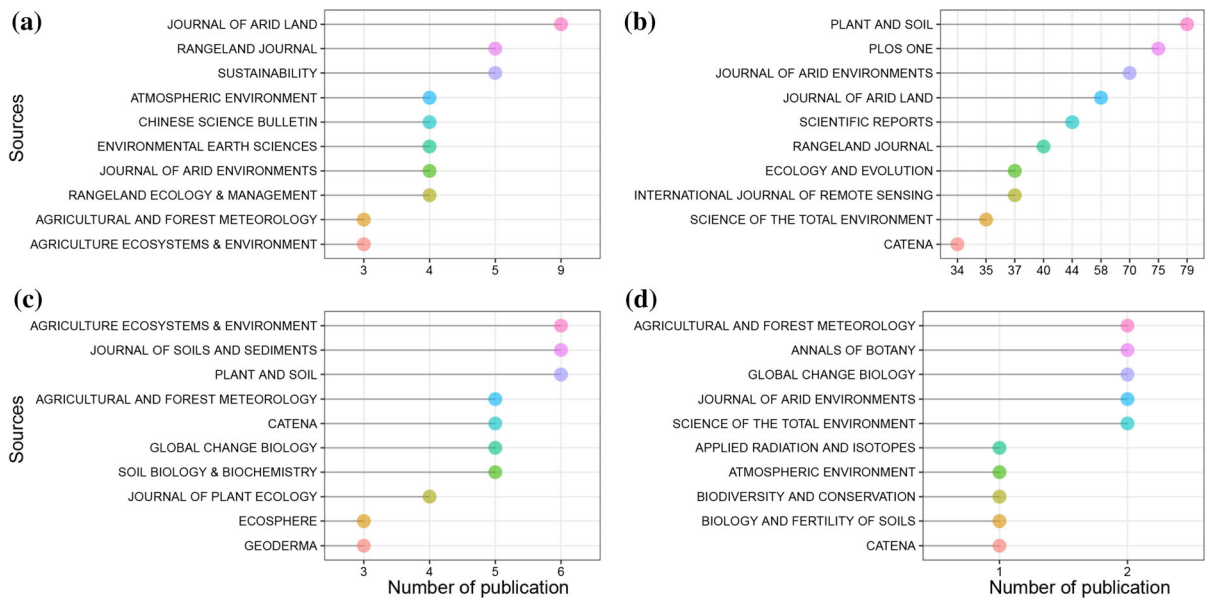 (a)
Sources
JOURNAL OF ARID LAND
RANGELAND JOURNAL
SUSTAINABILITY
ATMOSPHERIC ENVIRONMENT
CHINESE SCIENCE BULLETIN
ENVIRONMENTAL EARTH SCIENCES
JOURNAL OF ARID ENVIRONMENTS
RANGELAND ECOLOGY & MANAGEMENT
AGRICULTURAL AND FOREST METEOROLOGY
AGRICULTURE ECOSYSTEMS & ENVIRONMENT
3 4 5 9
(b)
PLANT AND SOIL
PLOS ONE
JOURNAL OF ARID ENVIRONMENTS
JOURNAL OF ARID LAND
SCIENTIFIC REPORTS
RANGELAND JOURNAL
ECOLOGY AND EVOLUTION
INTERNATIONAL JOURNAL OF REMOTE SENSING
SCIENCE OF THE TOTAL ENVIRONMENT
CATENA
34 35 37 40 44 58 70 75 79
(c)
Sources
AGRICULTURE ECOSYSTEMS & ENVIRONMENT
JOURNAL OF SOILS AND SEDIMENTS
PLANT AND SOIL
AGRICULTURAL AND FOREST METEOROLOGY
CATENA
GLOBAL CHANGE BIOLOGY
SOIL BIOLOGY & BIOCHEMISTRY
JOURNAL OF PLANT ECOLOGY
ECOSPHERE
GEODERMA
3 4 5 6
Number of publication
(d)
AGRICULTURAL AND FOREST METEOROLOGY
ANNALS OF BOTANY
GLOBAL CHANGE BIOLOGY
JOURNAL OF ARID ENVIRONMENTS
SCIENCE OF THE TOTAL ENVIRONMENT
APPLIED RADIATION AND ISOTOPES
ATMOSPHERIC ENVIRONMENT
BIODIVERSITY AND CONSERVATION
BIOLOGY AND FERTILITY OF SOILS
CATENA
1 2
Number of publication